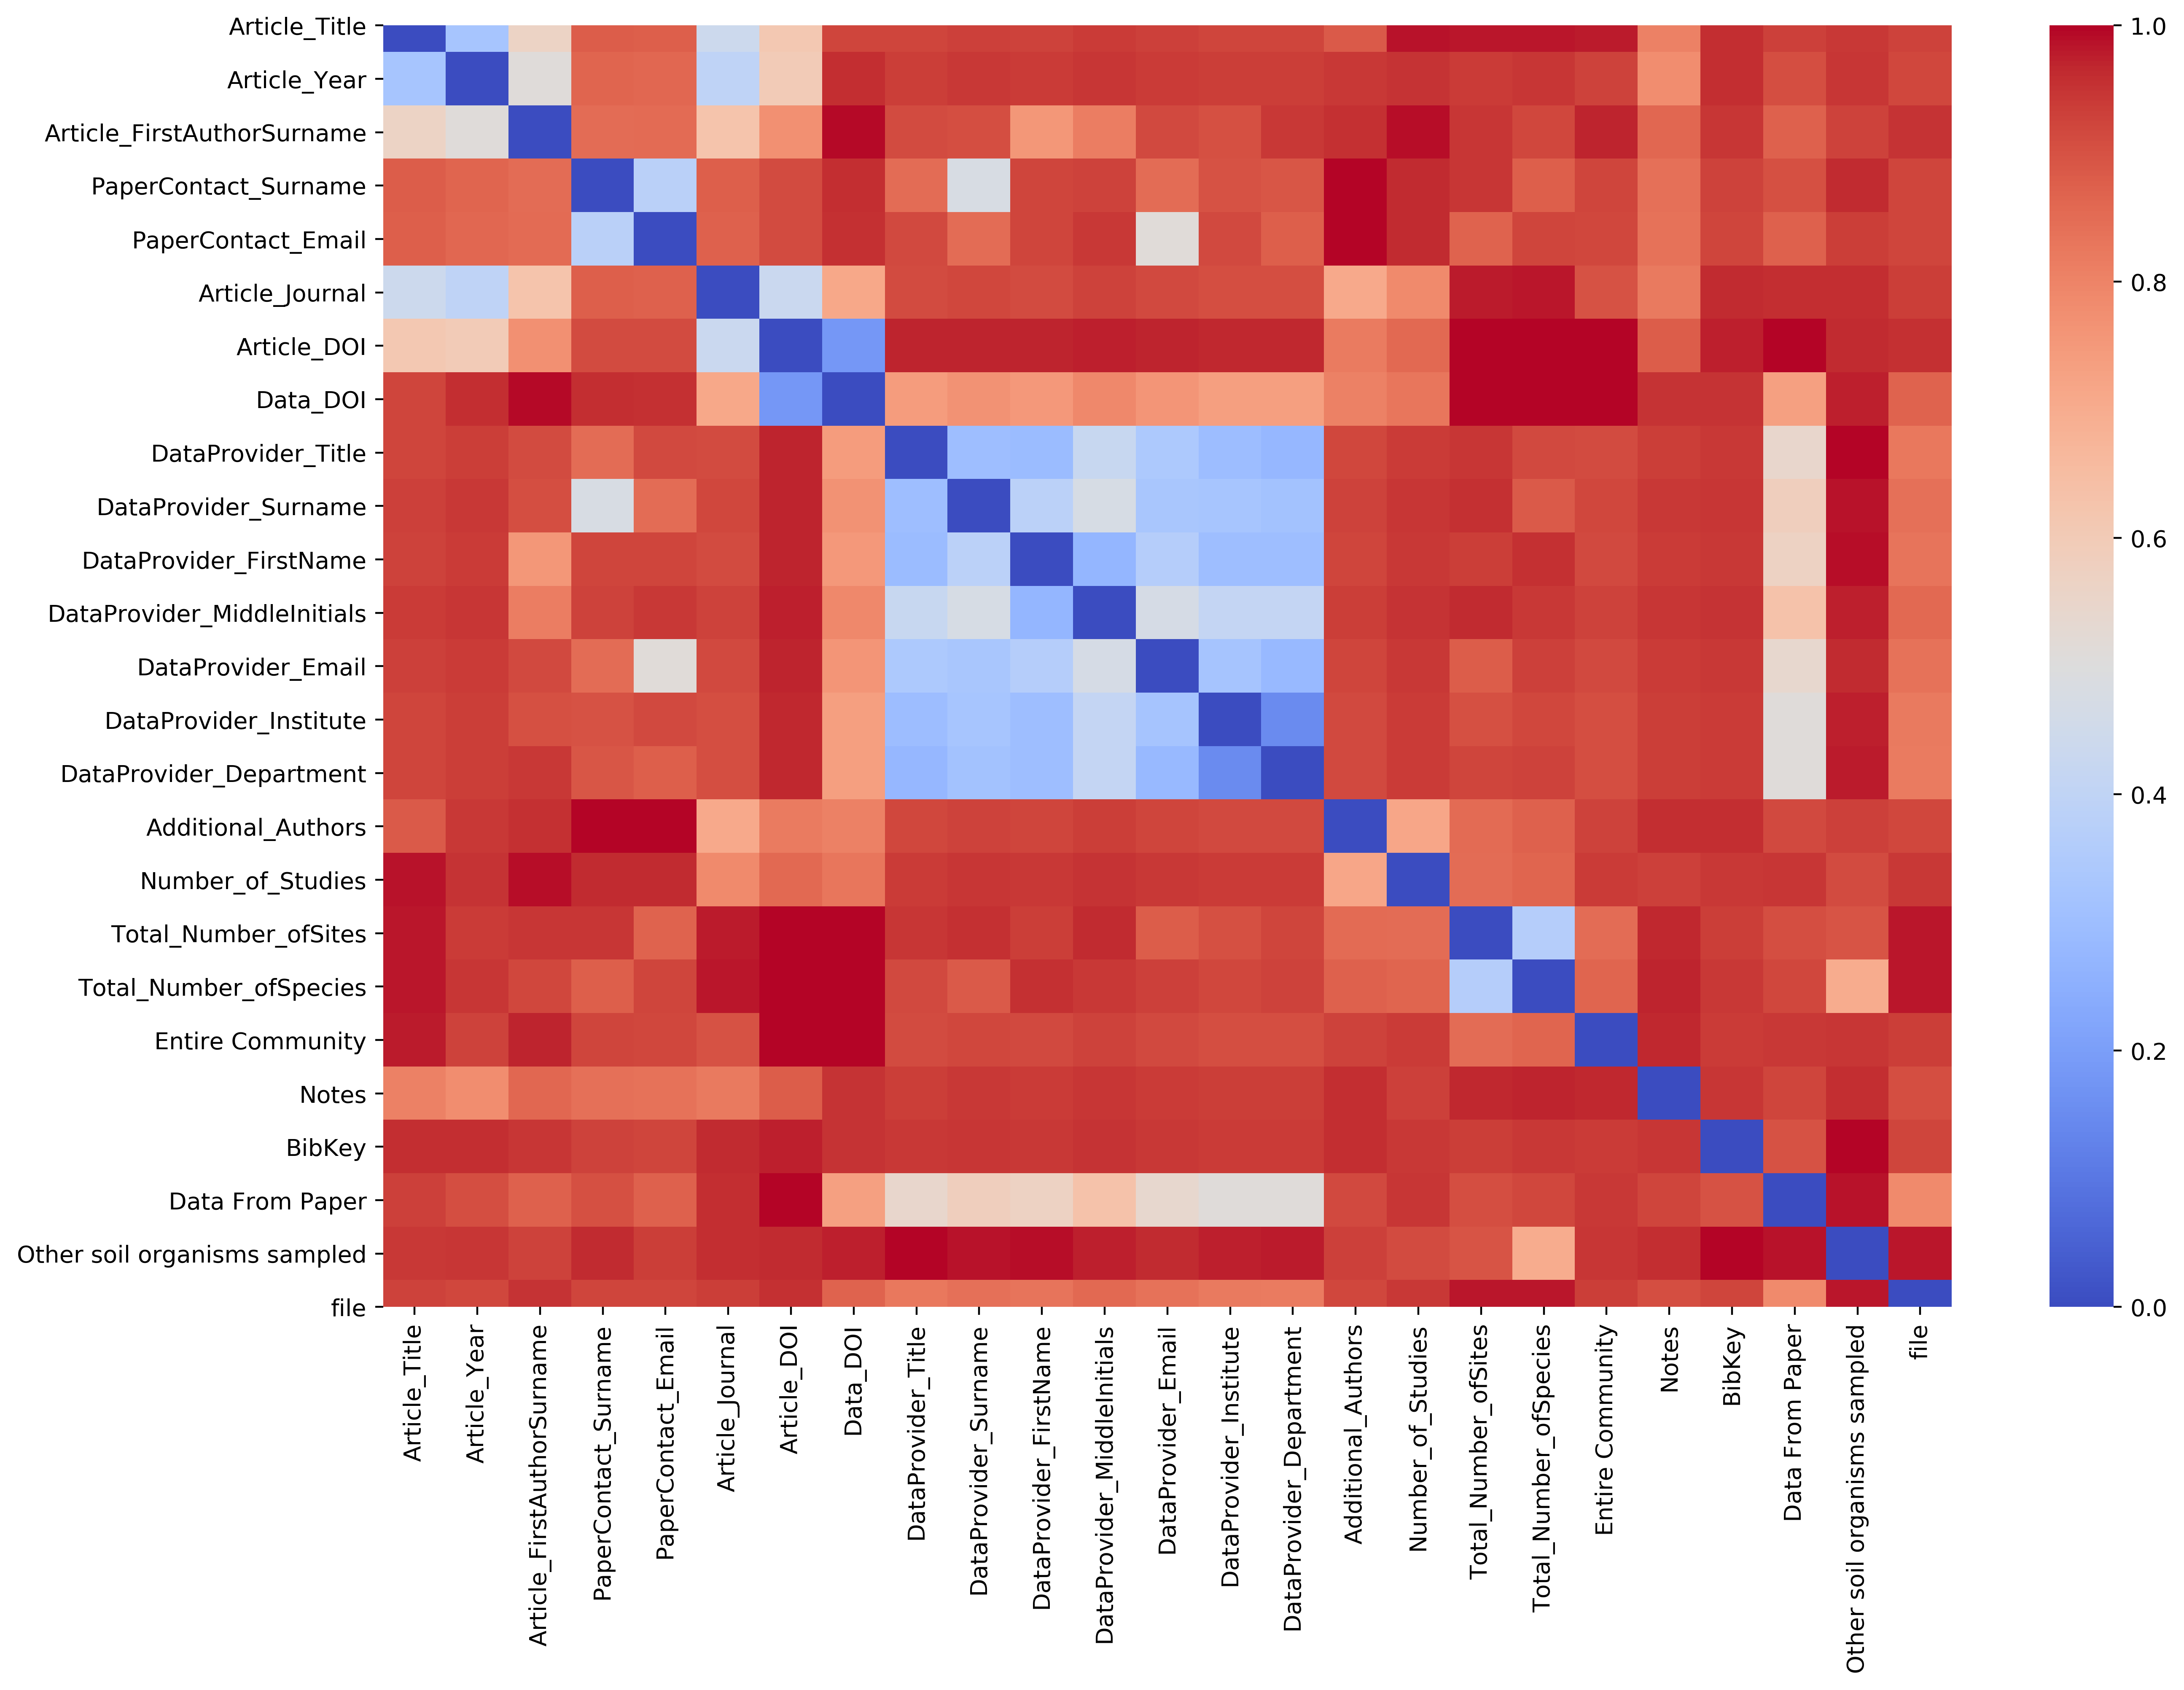 Article_Title
Article_Year
Article_FirstAuthorSurname
PaperContact_Surname
PaperContact_Email
Article_Journal
Article_DOI
Data_DOI
DataProvider_Title
DataProvider_Surname
DataProvider_FirstName
DataProvider_MiddleInitials
DataProvider_Email
DataProvider_Institute
DataProvider_Department
Additional_Authors
Number_of_Studies
Total_Number_ofSites
Total_Number_ofSpecies
Entire Community
Notes
BibKey
Data From Paper
Other soil organisms sampled
file
Article_Title
Article_Year
Article_FirstAuthorSurname
PaperContact_Surname
PaperContact_Email
Article_Journal
Article_DOI
Data_DOI
DataProvider_Title
DataProvider_Surname
DataProvider_FirstName
DataProvider_MiddleInitials
DataProvider_Email
DataProvider_Institute
DataProvider_Department
Additional_Authors
Number_of_Studies
Total_Number_ofSites
Total_Number_ofSpecies
Entire Community
Notes
BibKey
Data From Paper
Other soil organisms sampled
file
1.0
0.8
0.6
0.4
0.2
0.0